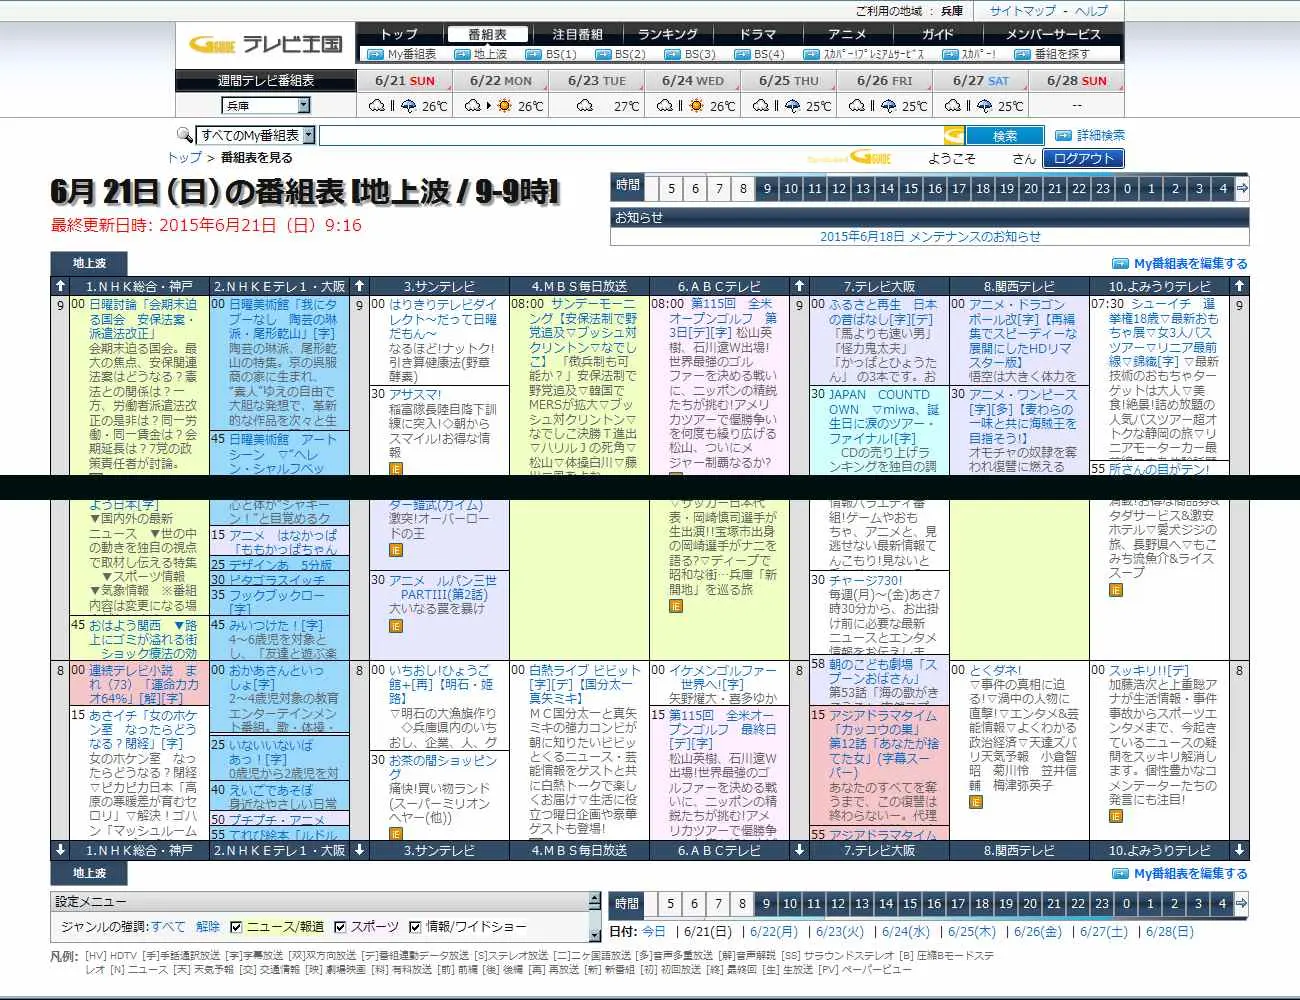 ご利用の地域 ： 兵庫 サイトマップ - ヘルプ
G GUIDE テレビ王国
トップ 番組表 注目番組 ランキング ドラマ アニメ ガイド メンバーサービス
My番組表 地上波 BS(1) BS(2) BS(3) BS(4) スカパー!プレミアムサービス スカパー! 番組を探す
週間テレビ番組表 6/21 SUN 6/22 MON 6/23 TUE 6/24 WED 6/25 THU 6/26 FRI 6/27 SAT 6/28 SUN
兵庫 26℃ 26℃ 27℃ 26℃ 25℃ 25℃ 25℃ --
すべてのMy番組表 検索 詳細検索
トップ > 番組表を見る
G GUIDE ようこそ さん ログアウト
6月 21日（日）の番組表 [地上波 / 9-9時]
最終更新日時: 2015年6月21日（日）9:16
時間 5 6 7 8 9 10 11 12 13 14 15 16 17 18 19 20 21 22 23 0 1 2 3 4
お知らせ
2015年6月18日 メンテナンスのお知らせ
地上波
My番組表を編集する
1.ＮＨＫ総合・神戸 2.ＮＨＫＥテレ１・大阪 3.サンテレビ 4.ＭＢＳ毎日放送 6.ＡＢＣテレビ 7.テレビ大阪 8.関西テレビ 10.よみうりテレビ
9
00 日曜討論「会期末迫
る国会 安保法案・
派遣法改正」
会期末迫る国会。最
大の焦点、安保関連
法案はどうなる？憲
法との関係は？一
方、労働者派遣法改
正の是非は？同一労
働・同一賃金は？会
期延長は？7党の政
策責任者が討論。
00 日曜美術館「我にタ
ブーなし 陶芸の琳
派・尾形乾山」[字]
陶芸の琳派、尾形乾
山の特集。京の呉服
商の家に生まれ、
“素人”ゆえの自由で
大胆な発想で、革新
的な作品を次々と生
45 日曜美術館 アート
シーン ▽“ヘレ
ン・シャルフベッ
9
00 はりきりテレビダイ
レクト～だって日曜
だもん～
なるほど!ナットク!
引き算健康法(野草
酵素)
30 アサスマ!
稲富隊長陸自降下訓
練に突入!◇朝から
スマイル!お得な情
報
08:00 サンデーモーニ
ング【安保法制で野
党追及▽ブッシュ対
クリントン▽なでし
こ】 「徴兵制も可
能か？」安保法制で
野党追及▽韓国で
MERSが拡大▽ブッ
シュ対クリントン▽
なでしこ決勝Ｔ進出
▽ハリルＪの死角▽
松山▽体操白川▽藤
08:00 第115回 全米
オープンゴルフ 第
3日[デ][字] 松山英
樹、石川遼W出場!
世界最強のゴル
ファーを決める戦い
に、ニッポンの精鋭
たちが挑む!アメリ
カツアーで優勝争い
を何度も繰り広げる
松山、ついにメ
ジャー制覇なるか？
9
00 ふるさと再生 日本
の昔ばなし[字][デ]
「馬よりも速い男」
「怪力鬼太夫」
「かっぱとひょうた
ん」 の3本です。お
30 JAPAN COUNTD
OWN ▽miwa、誕
生日に涙のツアー・
ファイナル![字]
CDの売り上げラ
ンキングを独自の調
00 アニメ・ドラゴン
ボール改[字]【再編
集でスピーディーな
展開にしたHDリマ
スター版】
悟空は大きく体力を
30 アニメ・ワンピース
[字][多]【麦わらの
一味と共に海賊王を
目指そう!】
オモチャの奴隷を奪
われ復讐に燃える
07:30 シューイチ 選
挙権18歳▽最新おも
ちゃ展▽女3人バス
ツアー▽リニア最前
線▽錦織[字] ▽最新
技術のおもちゃター
ゲットは大人▽美
食!絶景!詰め放題の
人気バスツアー超オ
トクな静岡の旅▽リ
ニアモーターカー最
55 所さんの目がテン!
9
よう日本[字]
▼国内外の最新
ニュース ▼世の中
の動きを独自の視点
で取材し伝える特集
▼スポーツ情報
▼気象情報 ※番組
内容は変更になる場
45 おはよう関西 ▼路
上にゴミが溢れる街
ショック療法の効
心と体が“シャキー
ン！”と目覚めるク
15 アニメ はなかっぱ
「ももかっぱちゃん
25 デザインあ 5分版
30 ピタゴラスイッチ
35 フックブックロー
[字]
45 みいつけた！[字]
4～6歳児を対象と
し、「友達と遊ぶ楽
ダー鎧武(ガイム)
激突!オーバーロー
ドの王
30 アニメ ルパン三世
PARTIII(第2話)
大いなる罠を暴け
▽サッカー日本代
表・岡崎慎司選手が
生出演!!宝塚市出身
の岡崎選手がナニを
語る？▽ディープで
昭和な街…兵庫「新
開地」を巡る旅
情報バラエティ番
組!ゲームやおも
ちゃ、アニメと、見
逃せない最新情報て
んこもり!見ないと
30 チャージ730!
毎週(月)～(金)あさ7
時30分から、お出掛
け前に必要な最新
ニュースとエンタメ
情報をお伝えしま
58 朝のこども劇場「ス
プーンおばさん」
第53話「海の歌がき
満載!お得な商品券&
タダサービス&激安
ホテル▽愛犬ジジの
旅、長野県へ▽もこ
みち流魚介&ライス
スープ
8
00 連続テレビ小説 ま
れ（73）「運命カカ
オ64%」[解][字]
15 あさイチ「女のホケ
ン室 なったらどう
なる？閉経」[字]
女のホケン室 なっ
たらどうなる？閉経
▽ピカピカ日本「高
原の寒暖差が育むセ
ロリ」▽解決！ゴハ
ン「マッシュルーム
00 おかあさんといっ
しょ[字]
2～4歳児対象の教育
エンターテインメン
ト番組。歌・体操・
25 いないいないば
あっ！[字]
0歳児から2歳児を対
40 えいごであそぼ
身近なやさしい日常
50 プチプチ・アニメ
55 てれび絵本「ルドル
8
00 いちおし!ひょうご
館+[再]【明石・姫
路】
▽明石の大漁旗作り
◇兵庫県内のいち
おし、企業、人、グ
30 お茶の間ショッピン
グ
痛快!買い物ランド
(スーパーミリオン
ヘヤー(他))
00 白熱ライブ ビビット
[字][デ]【国分太一
真矢ミキ】
ＭＣ国分太一と真矢
ミキの強力コンビが
朝に知りたいビビッ
とくるニュース・芸
能情報をゲストと共
に白熱トークで楽し
くお届け▽生活に役
立つ曜日企画や豪華
ゲストも登場!
00 イケメンゴルファー
世界へ![字]
矢野権大・喜多ゆか
15 第115回 全米オー
プンゴルフ 最終日
[デ][字]
松山英樹、石川遼W
出場!世界最強のゴ
ルファーを決める戦
いに、ニッポンの精
鋭たちが挑む!アメ
リカツアーで優勝争
8
15 アジアドラマタイム
「カッコウの巣」
第12話「あなたが捨
てた女」(字幕スー
パー)
あなたのすべてを奪
うまで、この復讐は
終わらないー。代理
55 アジアドラマタイム
00 とくダネ!
▽事件の真相に迫
る!▽渦中の人物に
直撃!▽エンタメ&芸
能情報▽よくわかる
政治経済▽天達ズバ
リ天気予報 小倉智
昭 菊川怜 笠井信
輔 梅津弥英子
00 スッキリ!![デ]
加藤浩次と上重聡ア
ナが生活情報・事件
事故からスポーツエ
ンタメまで、今起き
ているニュースの疑
問をスッキリ解消し
ます。個性豊かなコ
メンテーターたちの
発言にも注目!
8
1.ＮＨＫ総合・神戸 2.ＮＨＫＥテレ１・大阪 3.サンテレビ 4.ＭＢＳ毎日放送 6.ＡＢＣテレビ 7.テレビ大阪 8.関西テレビ 10.よみうりテレビ
地上波
My番組表を編集する
設定メニュー
ジャンルの強調:すべて 解除 ニュース/報道 スポーツ 情報/ワイドショー
時間 5 6 7 8 9 10 11 12 13 14 15 16 17 18 19 20 21 22 23 0 1 2 3 4
日付: 今日 | 6/21(日) | 6/22(月) | 6/23(火) | 6/24(水) | 6/25(木) | 6/26(金) | 6/27(土) | 6/28(日)
凡例: [HV] HDTV [手]手話通訳放送 [字]字幕放送 [双]双方向放送 [デ]番組連動データ放送 [S]ステレオ放送 [二]二ヶ国語放送 [多]音声多重放送 [解]音声解説 [SS] サラウンドステレオ [B] 圧縮Bモードステ
レオ [N] ニュース [天] 天気予報 [交] 交通情報 [映] 劇場映画 [料] 有料放送 [前] 前編 [後] 後編 [再] 再放送 [新] 新番組 [初] 初回放送 [終] 最終回 [生] 生放送 [PV] ペーパービュー